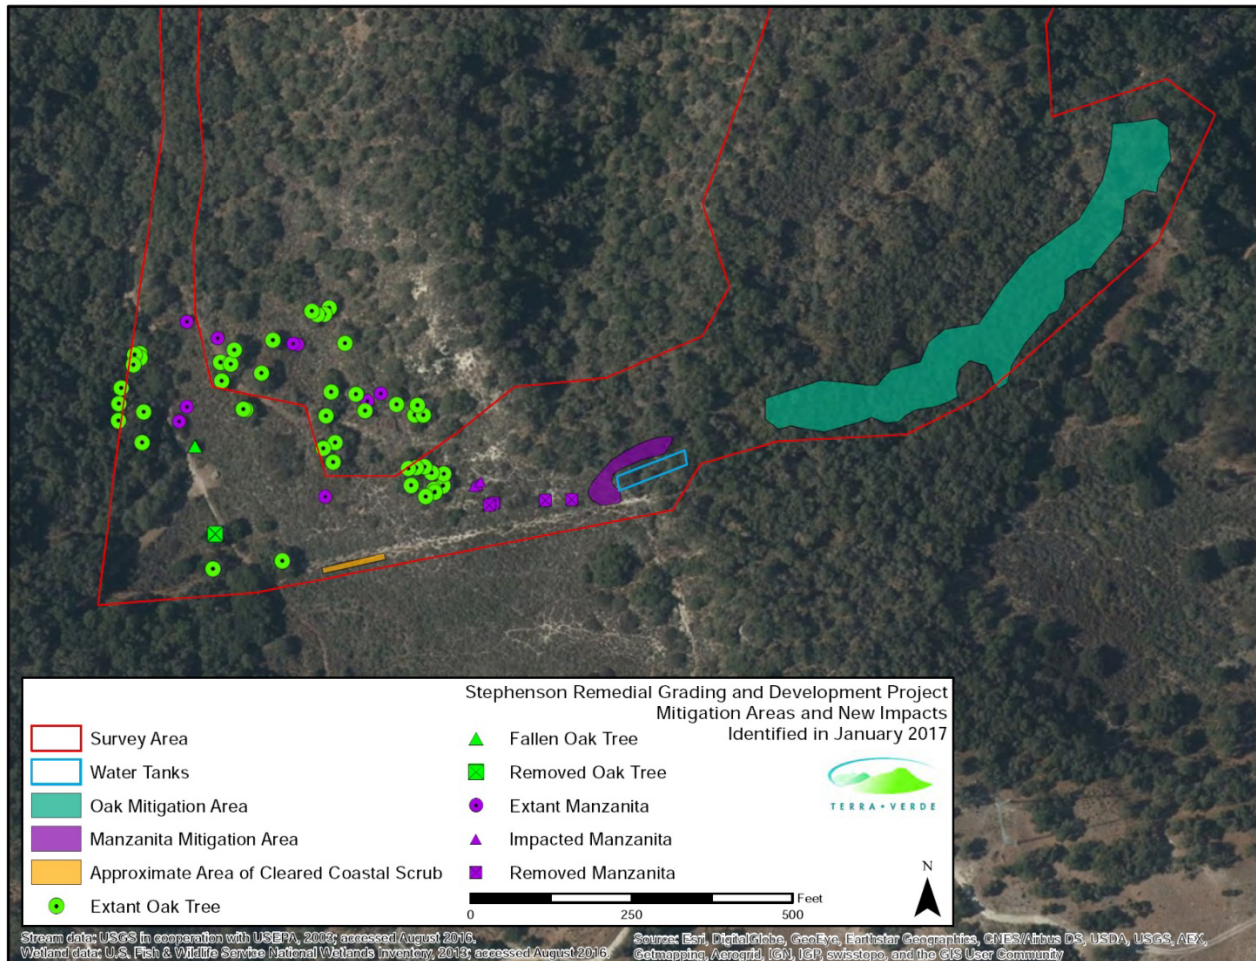 Stephenson Remedial Grading and Development Project
Mitigation Areas and New Impacts
Identified in January 2017
Survey Area
Water Tanks
Oak Mitigation Area
Manzanita Mitigation Area
Approximate Area of Cleared Coastal Scrub
Extant Oak Tree
Fallen Oak Tree
Removed Oak Tree
Extant Manzanita
Impacted Manzanita
Removed Manzanita
TERRA • VERDE
N
Feet
0 250 500
Stream data: USGS in cooperation with USEPA, 2003; accessed August 2016.
Wetland data: U.S. Fish & Wildlife Service National Wetlands Inventory, 2013; accessed August 2016.
Source: Esri, DigitalGlobe, GeoEye, Earthstar Geographics, CNES/Airbus DS, USDA, USGS, AEX,
Getmapping, Aerogrid, IGN, IGP, swisstopo, and the GIS User Community